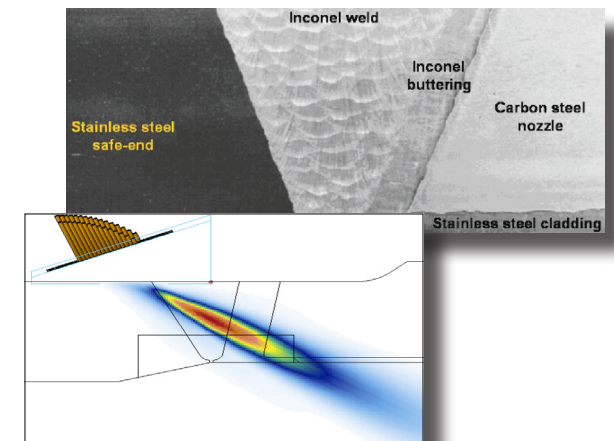 Inconel weld
Inconel
buttering
Carbon steel
nozzle
Stainless steel
safe-end
Stainless steel cladding